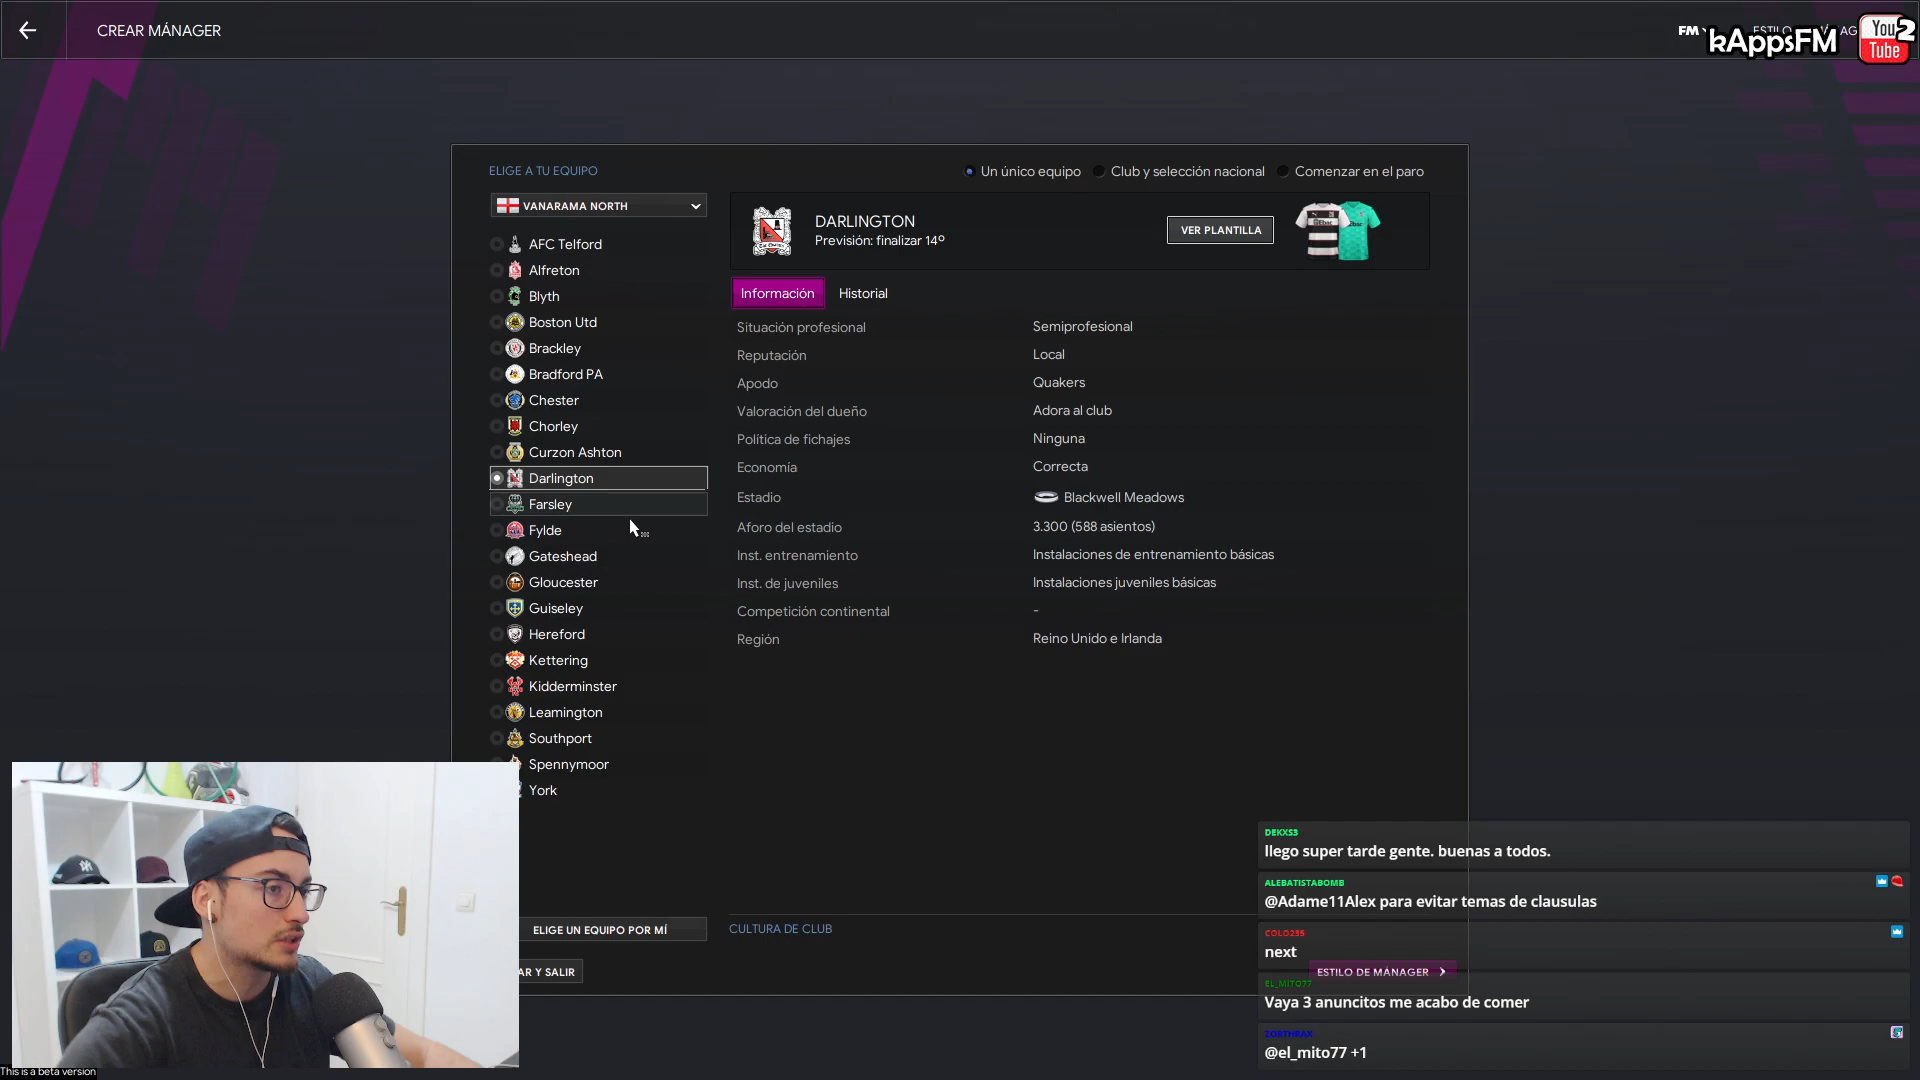 CREAR MÁNAGER
FM
kAppsFM
You2
Tube
ELIGE A TU EQUIPO
Un único equipo
Club y selección nacional
Comenzar en el paro
VANARAMA NORTH
DARLINGTON
Previsión: finalizar 14º
VER PLANTILLA
AFC Telford
Alfreton
Blyth
Boston Utd
Brackley
Bradford PA
Chester
Chorley
Curzon Ashton
Darlington
Farsley
Fylde
Gateshead
Gloucester
Guiseley
Hereford
Kettering
Kidderminster
Leamington
Southport
Spennymoor
York
Información Historial
Situación profesional Semiprofesional
Reputación Local
Apodo Quakers
Valoración del dueño Adora al club
Política de fichajes Ninguna
Economía Correcta
Estadio Blackwell Meadows
Aforo del estadio 3.300 (588 asientos)
Inst. entrenamiento Instalaciones de entrenamiento básicas
Inst. de juveniles Instalaciones juveniles básicas
Competición continental -
Región Reino Unido e Irlanda
ELIGE UN EQUIPO POR MÍ
CULTURA DE CLUB
AR Y SALIR
ESTILO DE MÁNAGER
DEKXS3
llego super tarde gente. buenas a todos.
ALEBATISTABOMB
@Adame11Alex para evitar temas de clausulas
COLO235
next
EL_MITO77
Vaya 3 anuncitos me acabo de comer
ZORTHRAX
@el_mito77 +1
This is a beta version